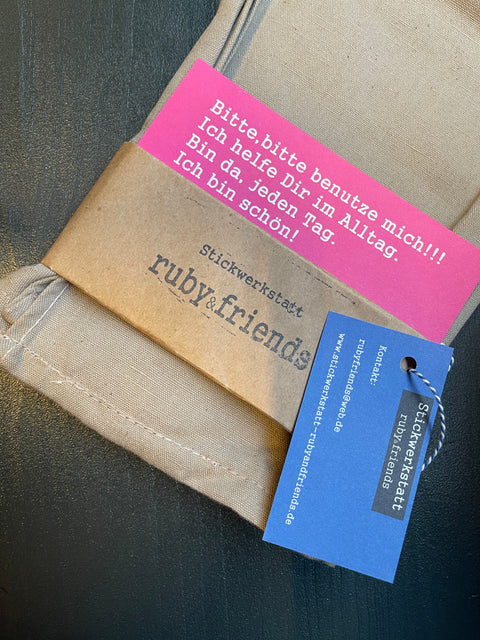 Bitte,bitte benutze mich!!!
Ich helfe Dir im Alltag.
Bin da, jeden Tag.
Ich bin schön!
Stickwerkstatt
ruby&friends
Stickwerkstatt
ruby&friends
Kontakt:
rubyfriends@web.de
www.stickwerkstatt-rubyandfriends.de